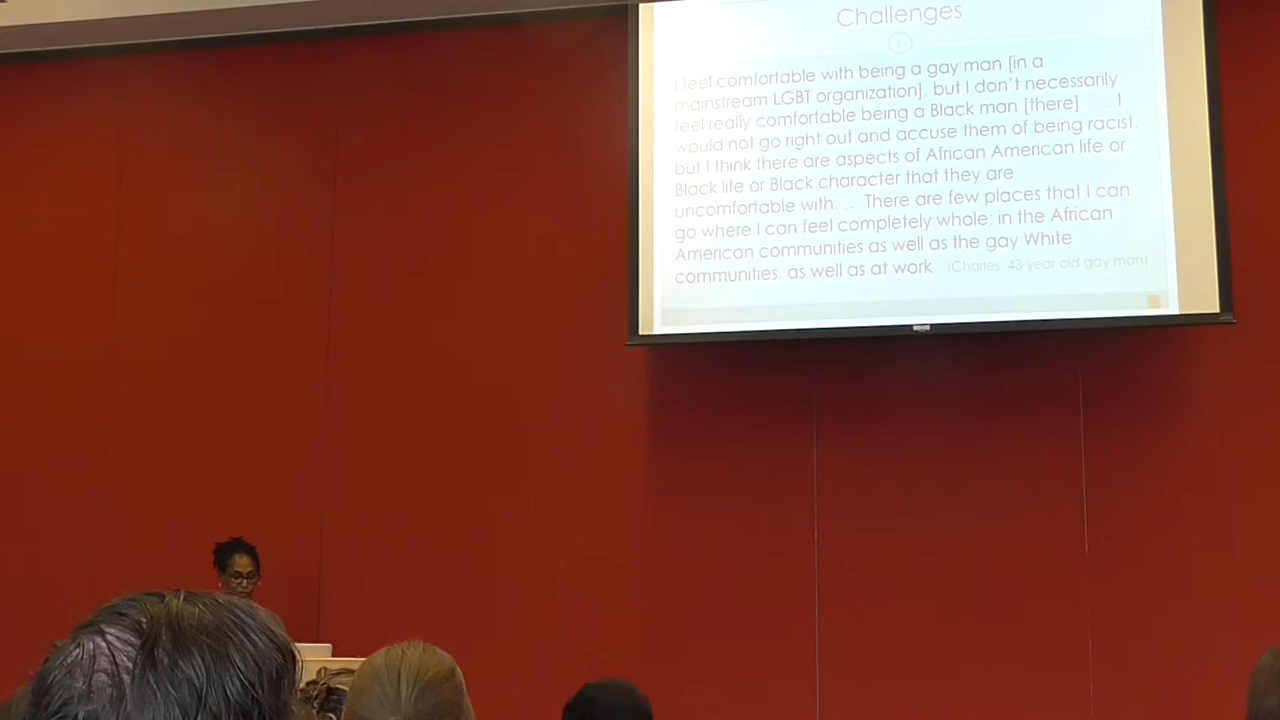 Challenges
I feel comfortable with being a gay man [in a
mainstream LGBT organization], but I don't necessarily
feel really comfortable being a Black man [there] .... I
would not go right out and accuse them of being racist,
but I think there are aspects of African American life or
Black life or Black character that they are
uncomfortable with. ... There are few places that I can
go where I can feel completely whole; in the African
American communities as well as the gay White
communities, as well as at work. (Charles, 43-year old gay man)